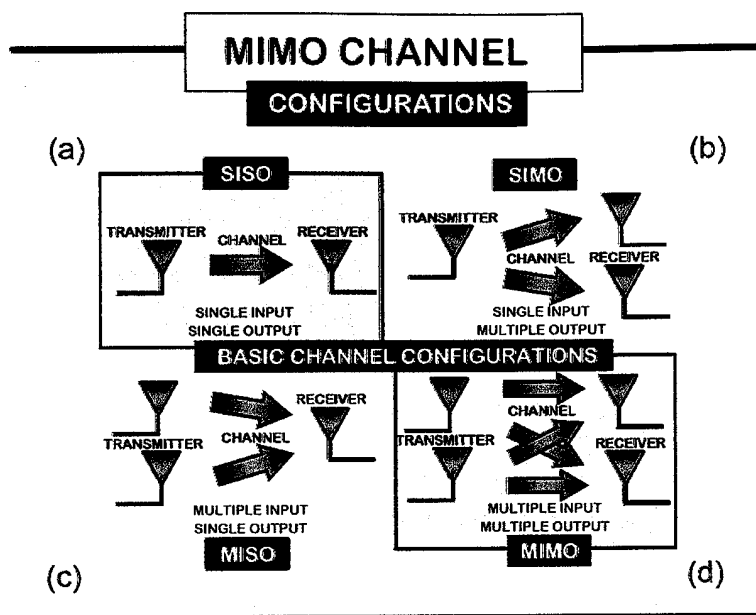 MIMO CHANNEL
CONFIGURATIONS
(a)
SISO
TRANSMITTER
CHANNEL
RECEIVER
SINGLE INPUT
SINGLE OUTPUT
(b)
SIMO
TRANSMITTER
CHANNEL
RECEIVER
SINGLE INPUT
MULTIPLE OUTPUT
BASIC CHANNEL CONFIGURATIONS
TRANSMITTER
CHANNEL
RECEIVER
MULTIPLE INPUT
SINGLE OUTPUT
MISO
(c)
TRANSMITTER
CHANNEL
RECEIVER
MULTIPLE INPUT
MULTIPLE OUTPUT
MIMO
(d)